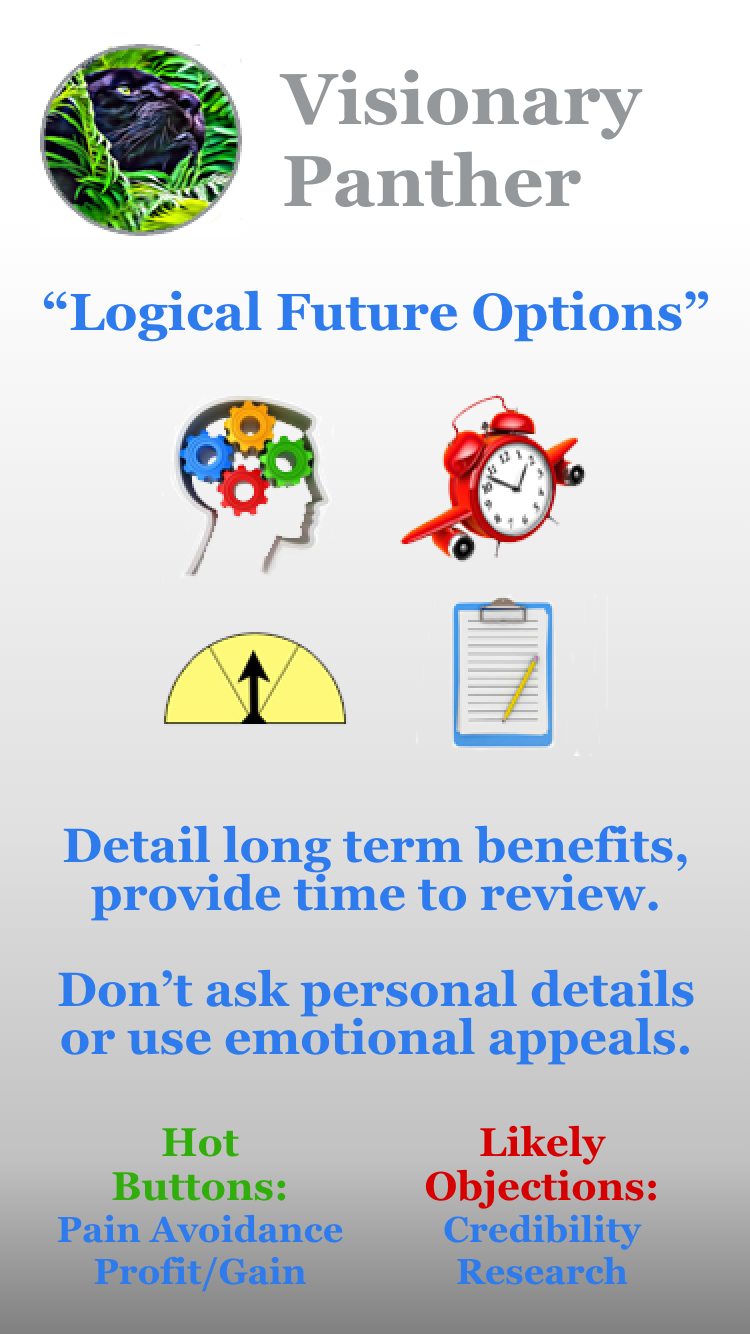 Visionary
Panther
“Logical Future Options”
Detail long term benefits,
provide time to review.
Don’t ask personal details
or use emotional appeals.
Hot
Buttons:
Pain Avoidance
Profit/Gain
Likely
Objections:
Credibility
Research